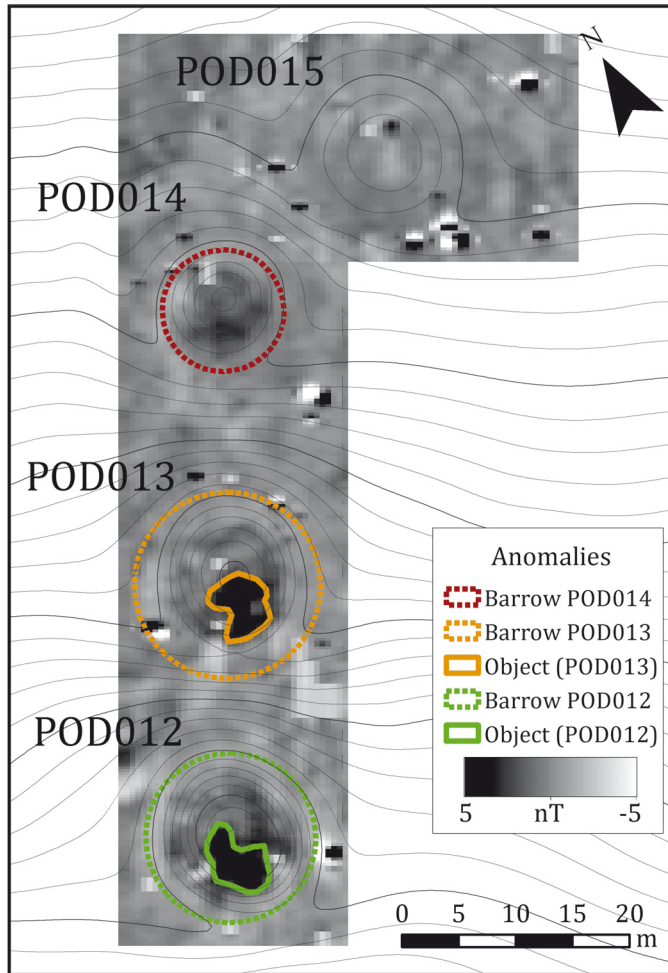 POD015
N
POD014
POD013
POD012
Anomalies
Barrow POD014
Barrow POD013
Object (POD013)
Barrow POD012
Object (POD012)
5 nT -5
0 5 10 15 20
m